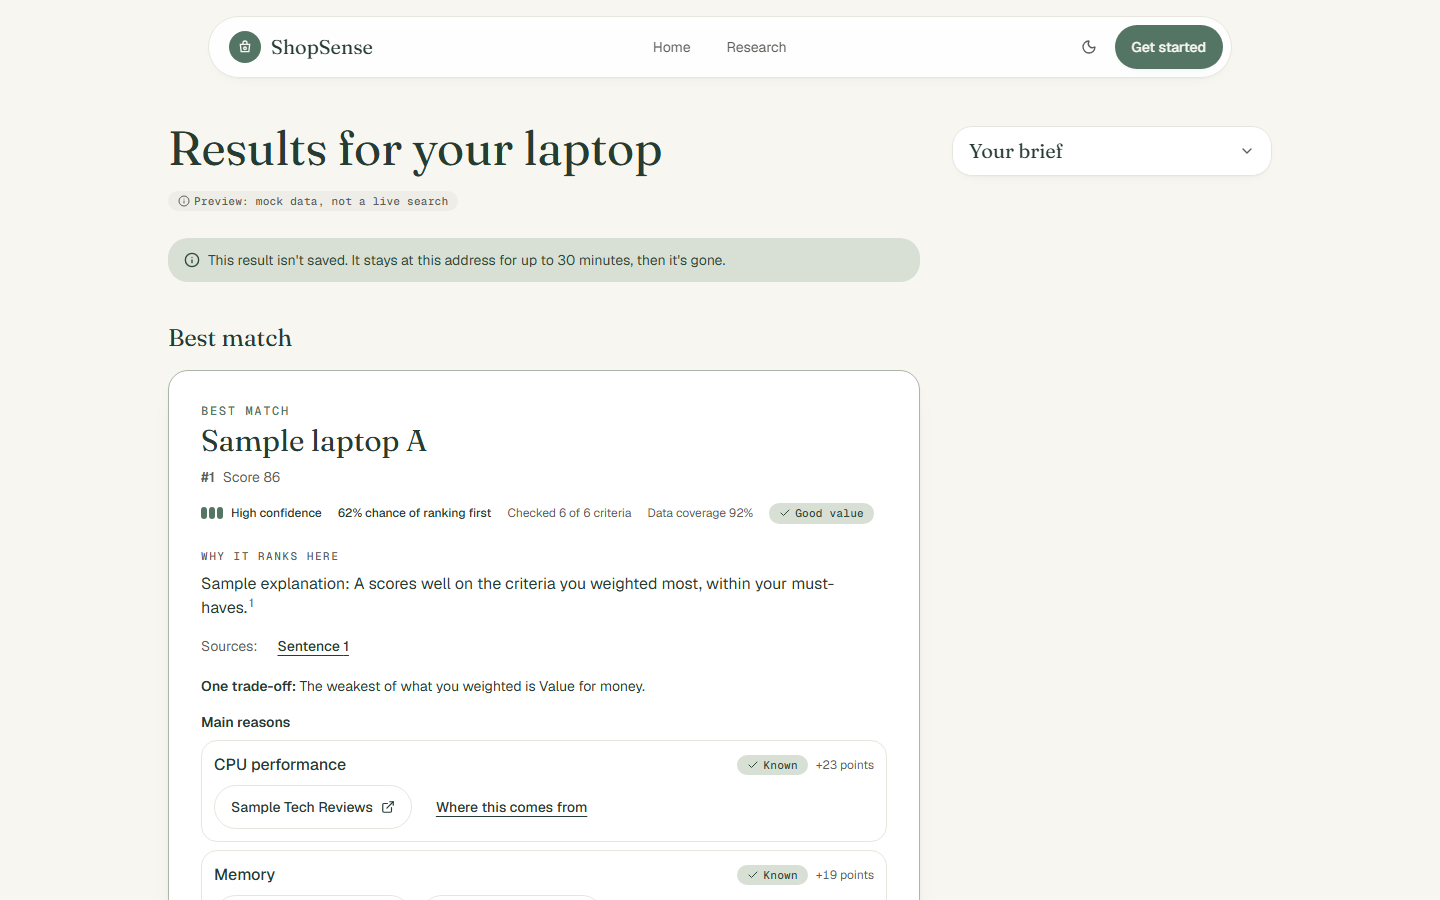 ShopSense
Home
Research
Get started
Results for your laptop
Your brief
Preview: mock data, not a live search
This result isn't saved. It stays at this address for up to 30 minutes, then it's gone.
Best match
BEST MATCH
Sample laptop A
#1 Score 86
High confidence 62% chance of ranking first Checked 6 of 6 criteria Data coverage 92% Good value
WHY IT RANKS HERE
Sample explanation: A scores well on the criteria you weighted most, within your must-
haves.1
Sources: Sentence 1
One trade-off: The weakest of what you weighted is Value for money.
Main reasons
CPU performance Known +23 points
Sample Tech Reviews Where this comes from
Memory Known +19 points